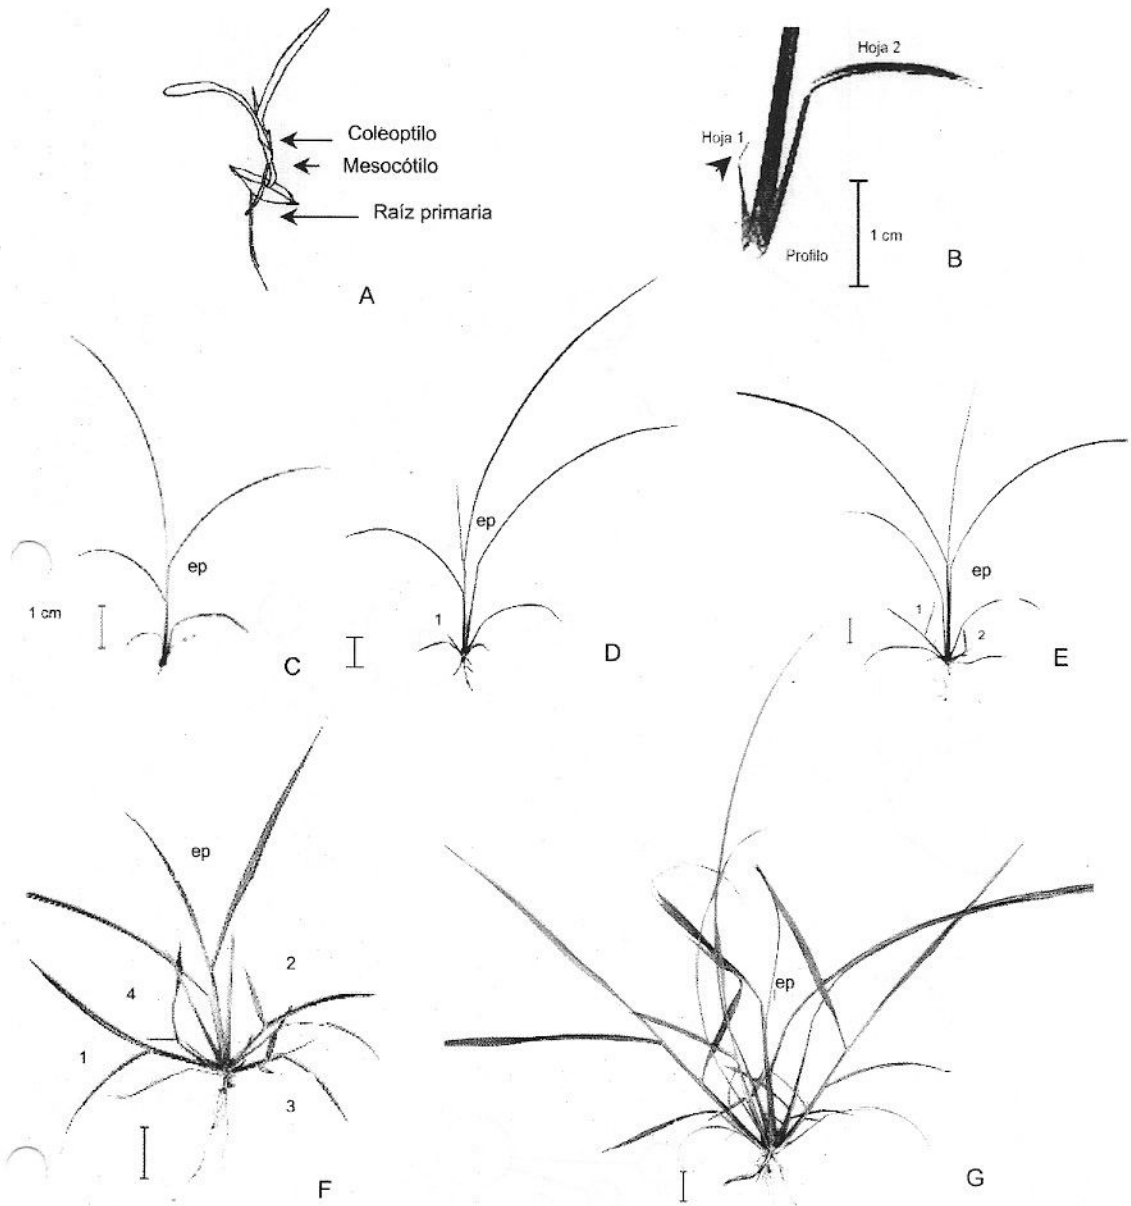 Coleoptilo
Mesocótilo
Raíz primaria
A
Hoja 2
Hoja 1
Profilo
1 cm
B
ep
1 cm
C
ep
1
D
ep
1
2
E
ep
2
4
1
3
F
ep
G